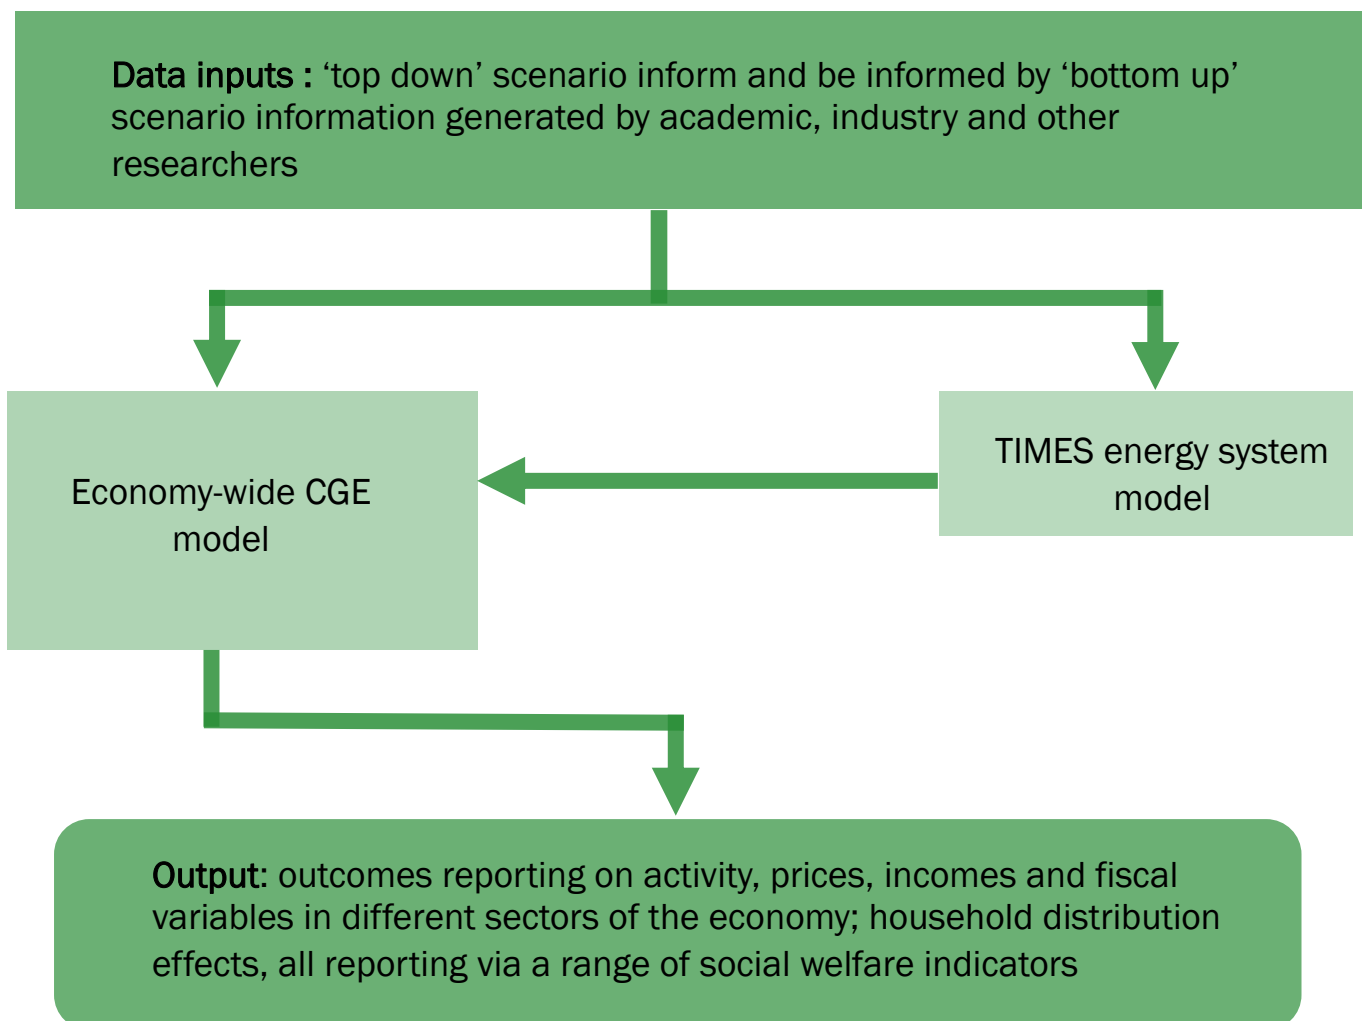 Data inputs : ‘top down’ scenario inform and be informed by ‘bottom up’
scenario information generated by academic, industry and other
researchers
Economy-wide CGE
model
TIMES energy system
model
Output: outcomes reporting on activity, prices, incomes and fiscal
variables in different sectors of the economy; household distribution
effects, all reporting via a range of social welfare indicators